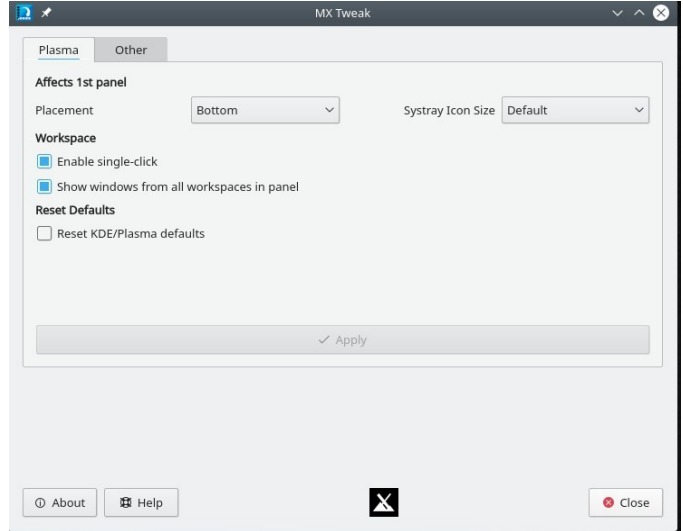 MX Tweak
Plasma Other
Affects 1st panel
Placement Bottom Systray Icon Size Default
Workspace
Enable single-click
Show windows from all workspaces in panel
Reset Defaults
Reset KDE/Plasma defaults
Apply
About Help Close